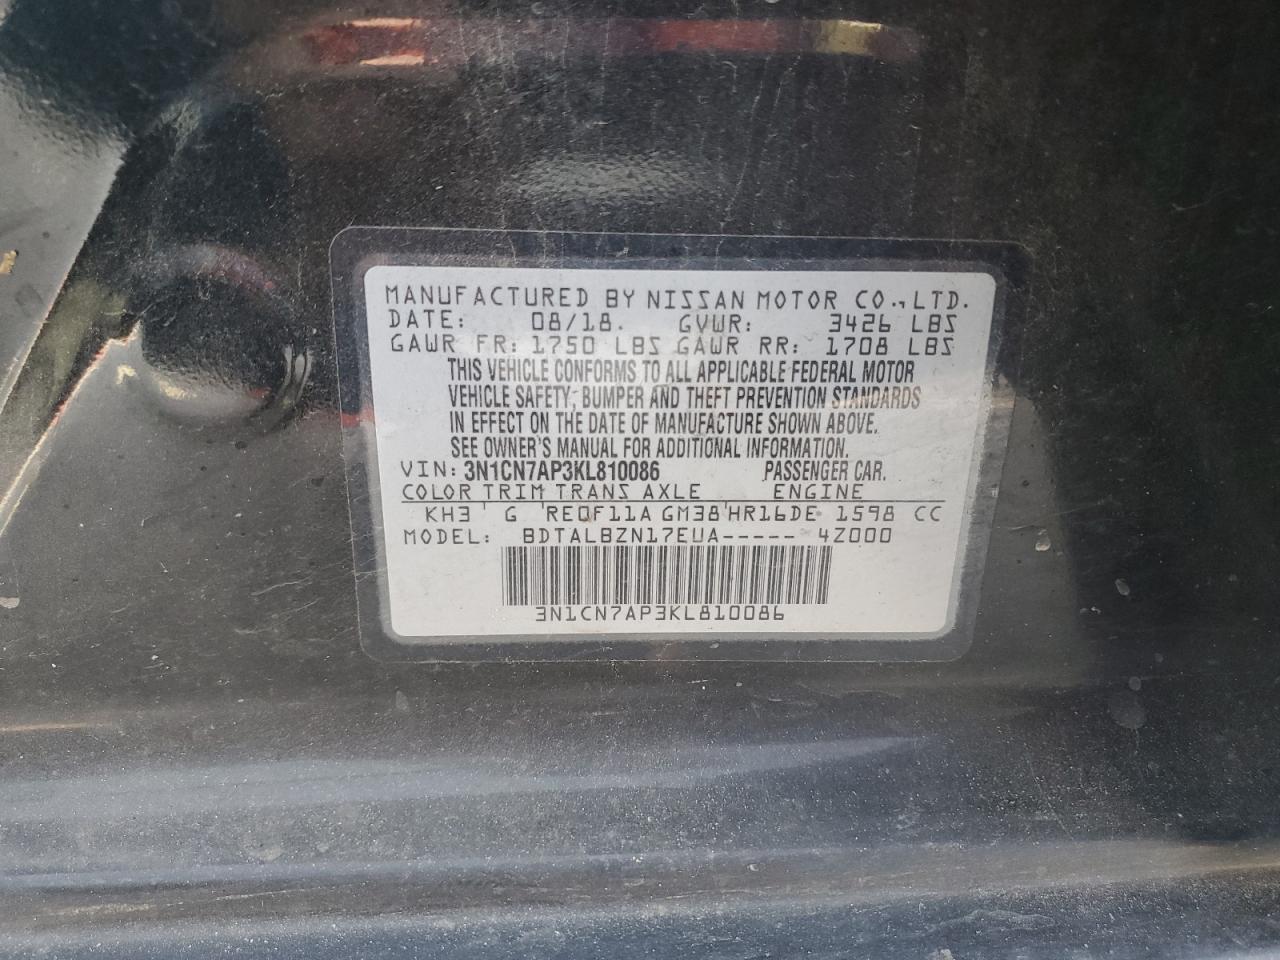 MANUFACTURED BY NISSAN MOTOR CO.,LTD.
DATE: 08/18. GVWR: 3426 LBS
GAWR FR: 1750 LBS GAWR RR: 1708 LBS
THIS VEHICLE CONFORMS TO ALL APPLICABLE FEDERAL MOTOR
VEHICLE SAFETY, BUMPER AND THEFT PREVENTION STANDARDS
IN EFFECT ON THE DATE OF MANUFACTURE SHOWN ABOVE.
SEE OWNER'S MANUAL FOR ADDITIONAL INFORMATION.
VIN: 3N1CN7AP3KL810086 PASSENGER CAR.
COLOR TRIM TRANS AXLE ENGINE
KH3 ' G 'RE0F11A GM38'HR16DE 1598 CC
MODEL: BDTALBZN17EUA----- 4Z000
3N1CN7AP3KL810086